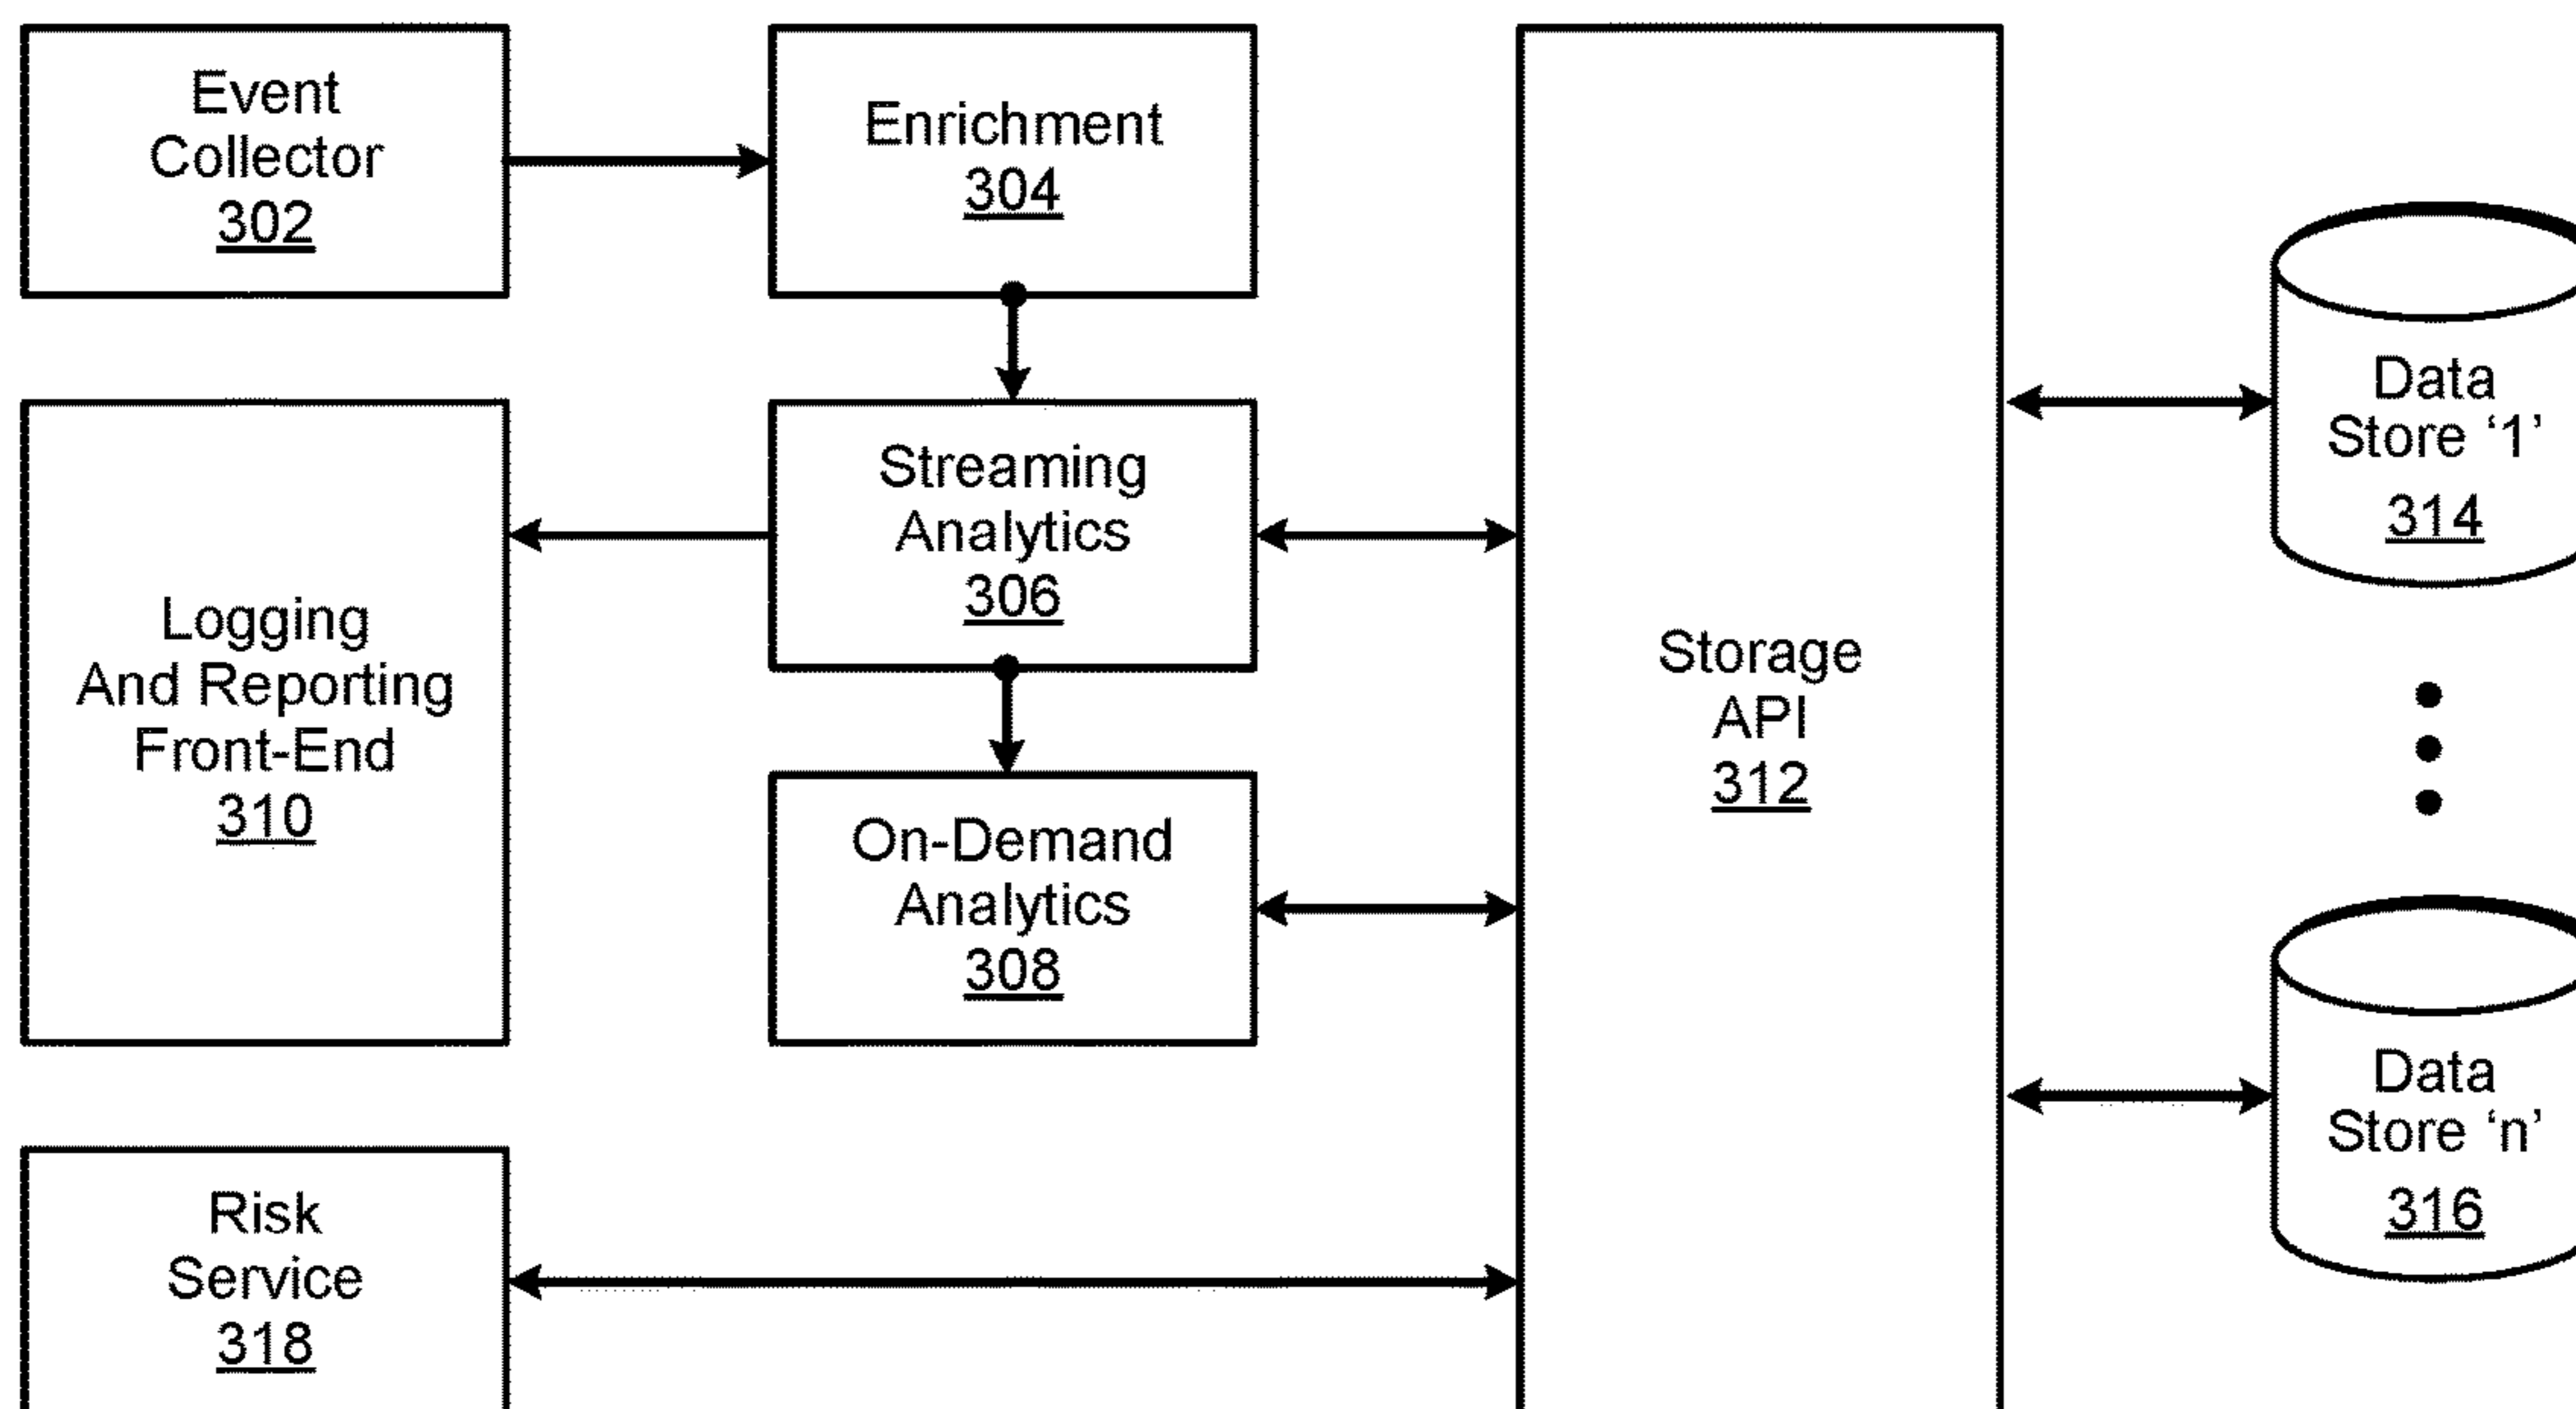 Event
Collector
302
Enrichment
304
Streaming
Analytics
306
Logging
And Reporting
Front-End
310
On-Demand
Analytics
308
Risk
Service
318
Storage
API
312
Data
Store ‘1’
314
Data
Store ‘n’
316